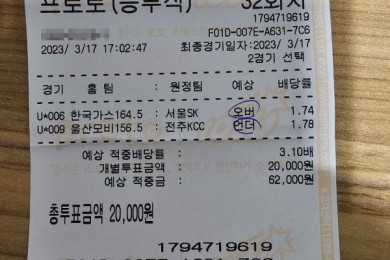 프로토(승부식) 32회차
1794719619
F01D-007E-A631-7C6
2023/ 3/17 17:02:47 최종경기일자:2023/ 3/17
2경기 선택
경기 홈팀 : 원정팀 예상 배당률
U*006 한국가스164.5 : 서울SK 오버 1.74
U*009 울산모비156.5 : 전주KCC 언더 1.78
예상 적중배당률 : 3.10배
개별투표금액 : 20,000원
예상 적중금 : 62,000원
총투표금액 20,000원
1794719619